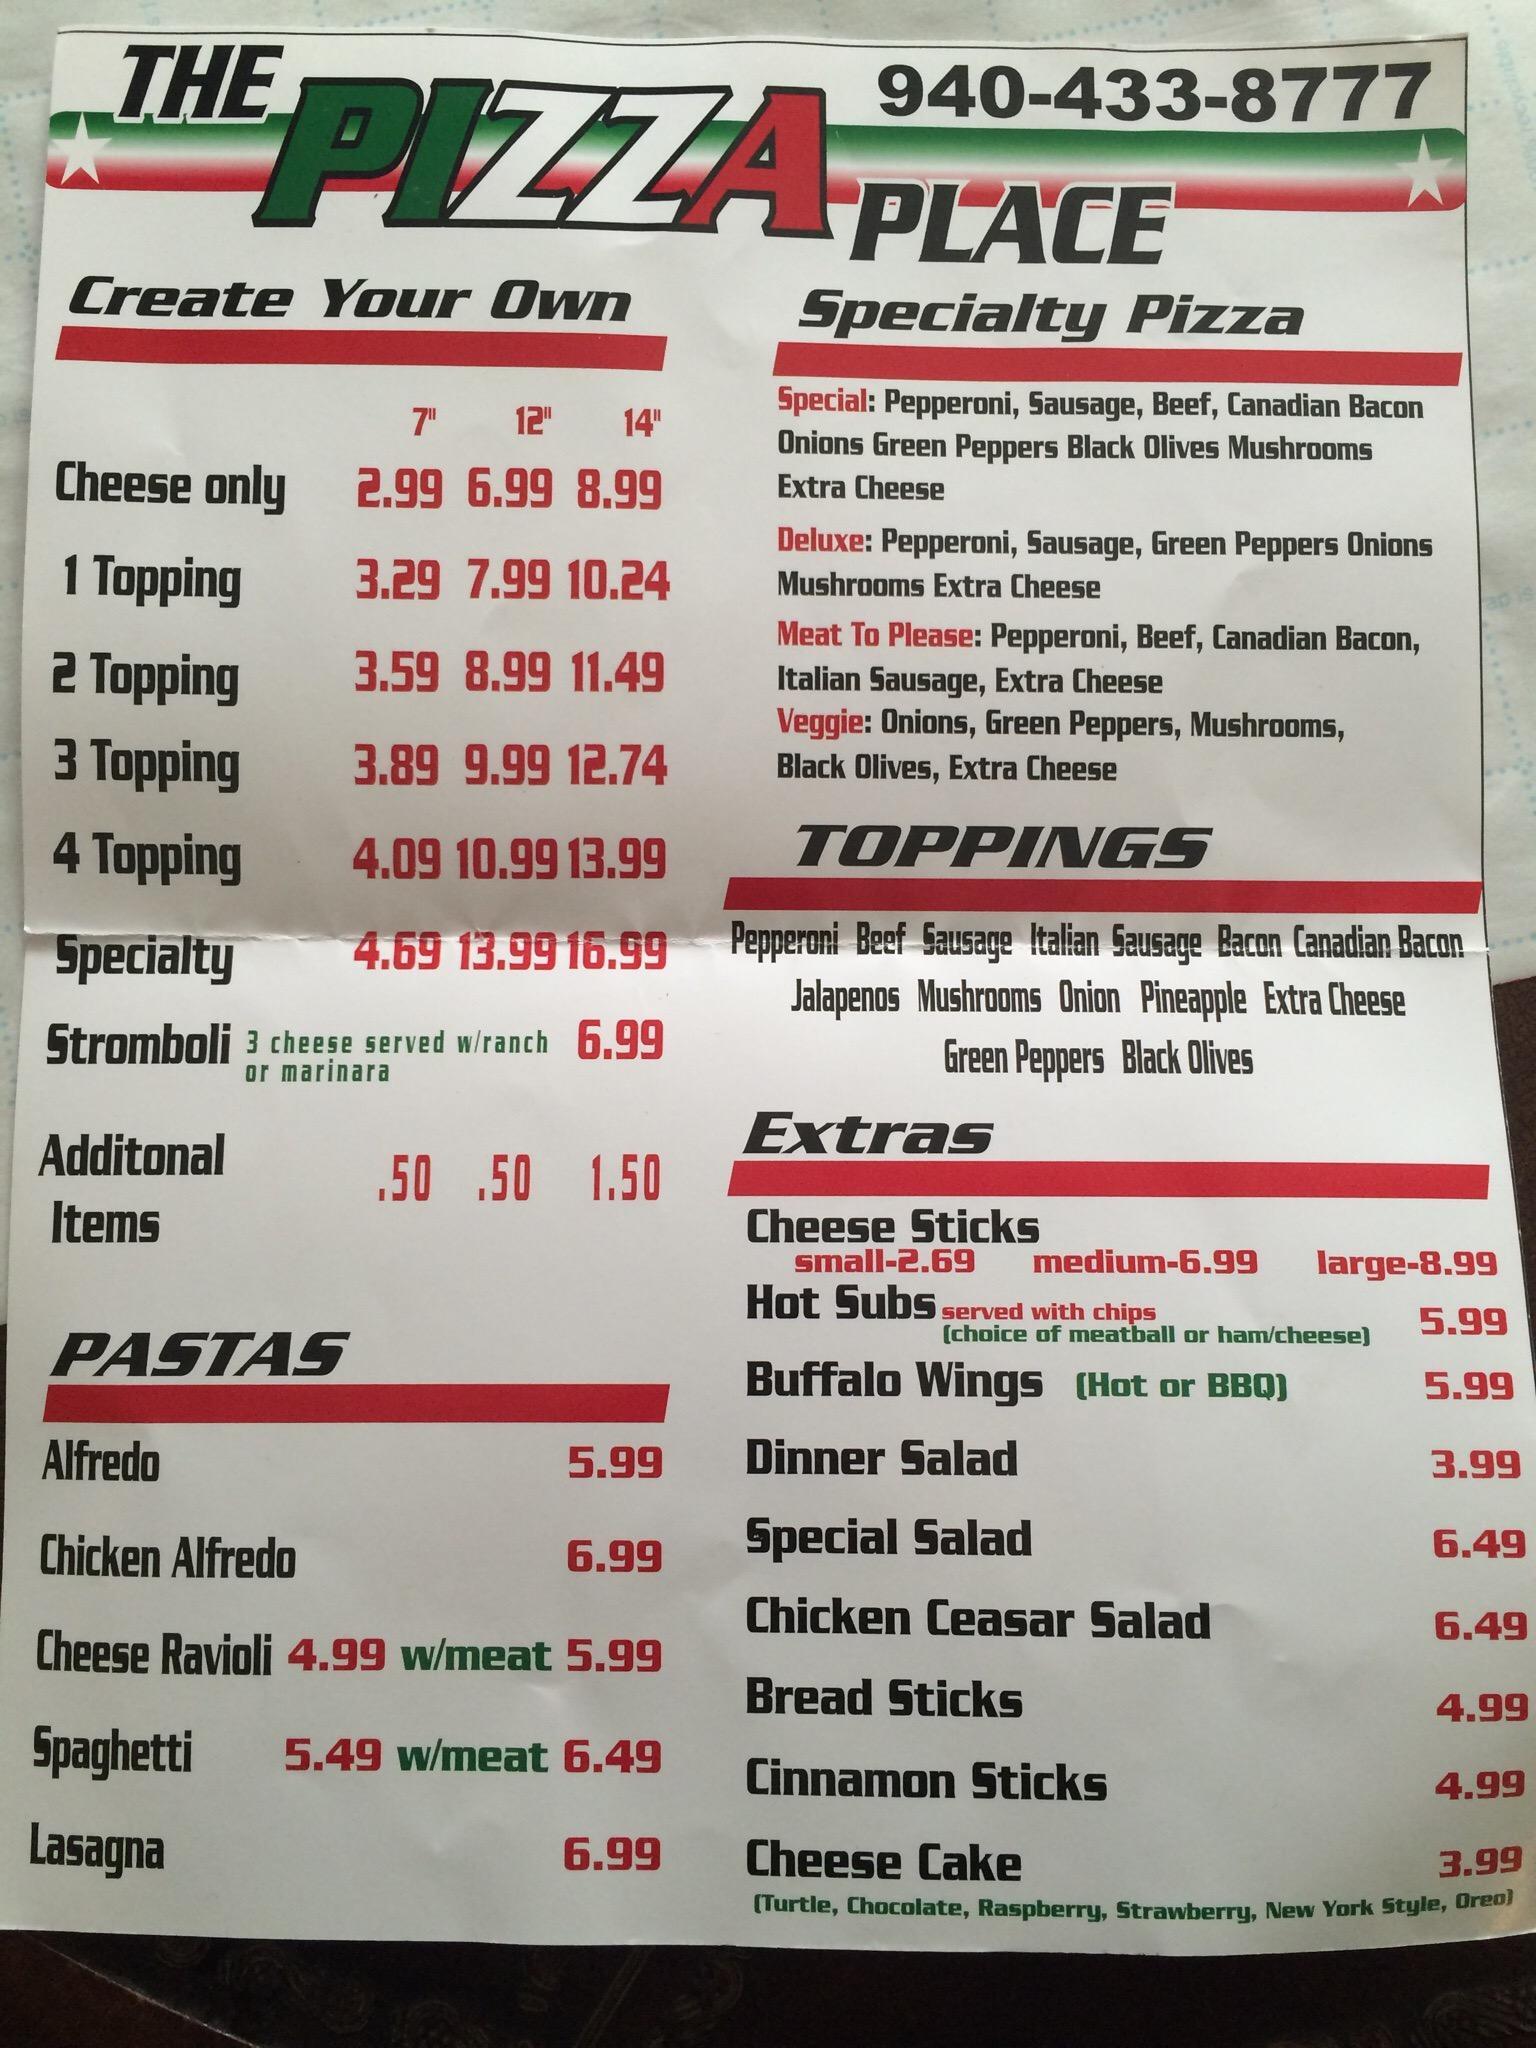 THE PIZZA PLACE
940-433-8777
Create Your Own
7" 12" 14"
Cheese only 2.99 6.99 8.99
1 Topping 3.29 7.99 10.24
2 Topping 3.59 8.99 11.49
3 Topping 3.89 9.99 12.74
4 Topping 4.09 10.99 13.99
Specialty 4.69 13.99 16.99
Stromboli 3 cheese served w/ranch 6.99
or marinara
Additonal
Items .50 .50 1.50
PASTAS
Alfredo 5.99
Chicken Alfredo 6.99
Cheese Ravioli 4.99 w/meat 5.99
Spaghetti 5.49 w/meat 6.49
Lasagna 6.99
Specialty Pizza
Special: Pepperoni, Sausage, Beef, Canadian Bacon
Onions Green Peppers Black Olives Mushrooms
Extra Cheese
Deluxe: Pepperoni, Sausage, Green Peppers Onions
Mushrooms Extra Cheese
Meat To Please: Pepperoni, Beef, Canadian Bacon,
Italian Sausage, Extra Cheese
Veggie: Onions, Green Peppers, Mushrooms,
Black Olives, Extra Cheese
TOPPINGS
Pepperoni Beef Sausage Italian Sausage Bacon Canadian Bacon
Jalapenos Mushrooms Onion Pineapple Extra Cheese
Green Peppers Black Olives
Extras
Cheese Sticks
small-2.69 medium-6.99 large-8.99
Hot Subs served with chips 5.99
(choice of meatball or ham/cheese)
Buffalo Wings (Hot or BBQ) 5.99
Dinner Salad 3.99
Special Salad 6.49
Chicken Ceasar Salad 6.49
Bread Sticks 4.99
Cinnamon Sticks 4.99
Cheese Cake 3.99
(Turtle, Chocolate, Raspberry, Strawberry, New York Style, Oreo)